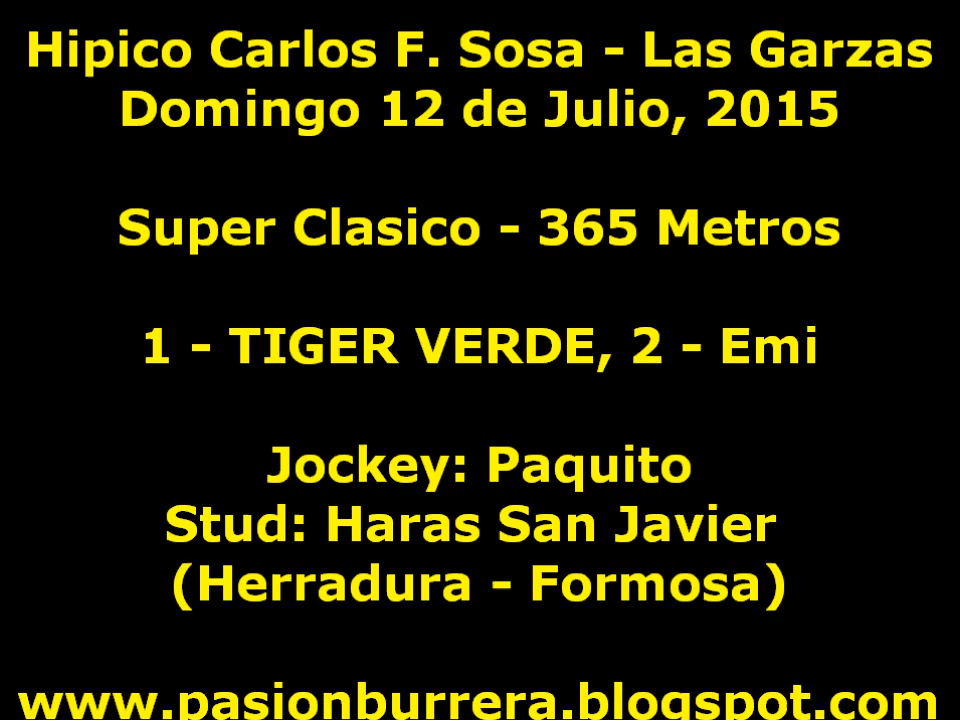 Hipico Carlos F. Sosa - Las Garzas
Domingo 12 de Julio, 2015
Super Clasico - 365 Metros
1 - TIGER VERDE, 2 - Emi
Jockey: Paquito
Stud: Haras San Javier
(Herradura - Formosa)
www.pasionburrera.blogspot.com